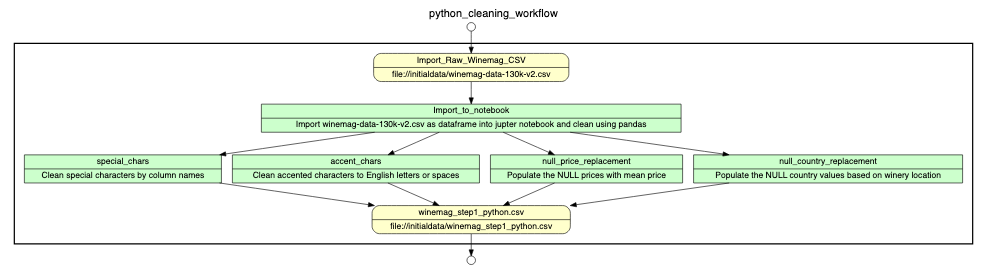 python_cleaning_workflow
Import_Raw_Winemag_CSV
file://initialdata/winemag-data-130k-v2.csv
Import_to_notebook
Import winemag-data-130k-v2.csv as dataframe into jupter notebook and clean using pandas
special_chars
Clean special characters by column names
accent_chars
Clean accented characters to English letters or spaces
null_price_replacement
Populate the NULL prices with mean price
null_country_replacement
Populate the NULL country values based on winery location
winemag_step1_python.csv
file://initialdata/winemag_step1_python.csv